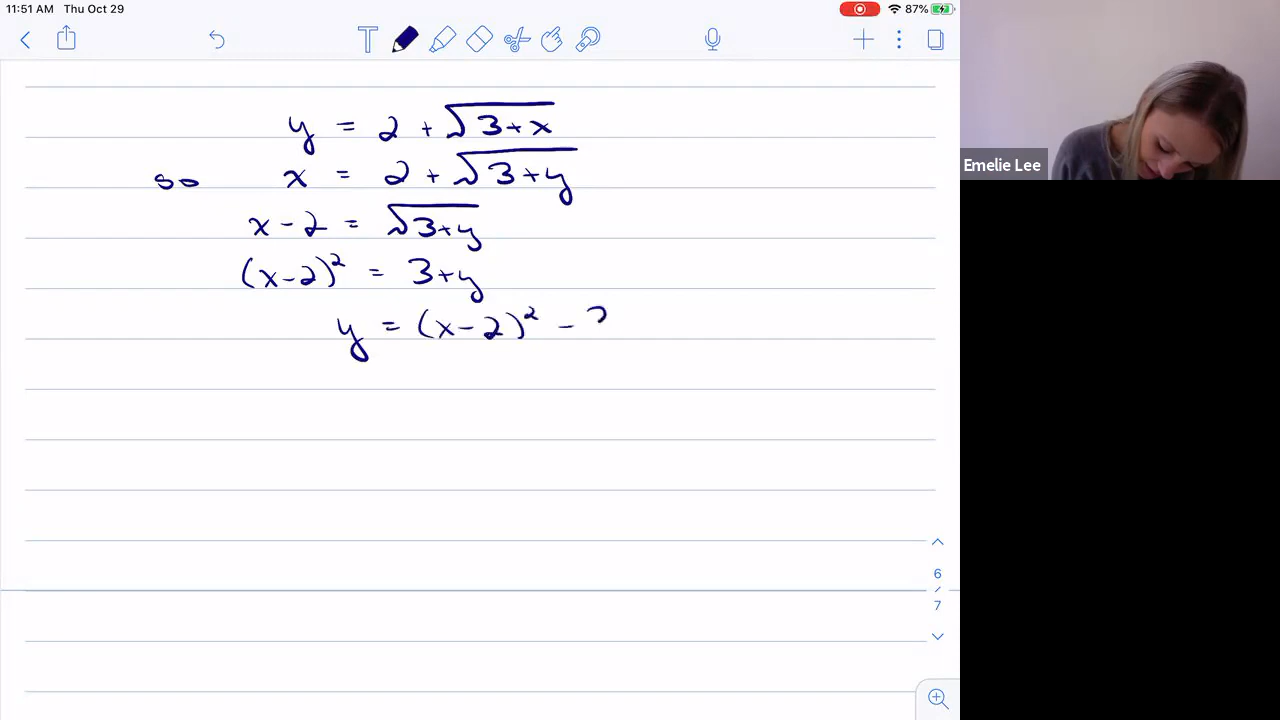 11:51 AM Thu Oct 29
87%
T
y = 2 + √3+x
so x = 2 + √3+y
x-2 = √3+y
(x-2)² = 3+y
y = (x-2)² -
6
7
Emelie Lee